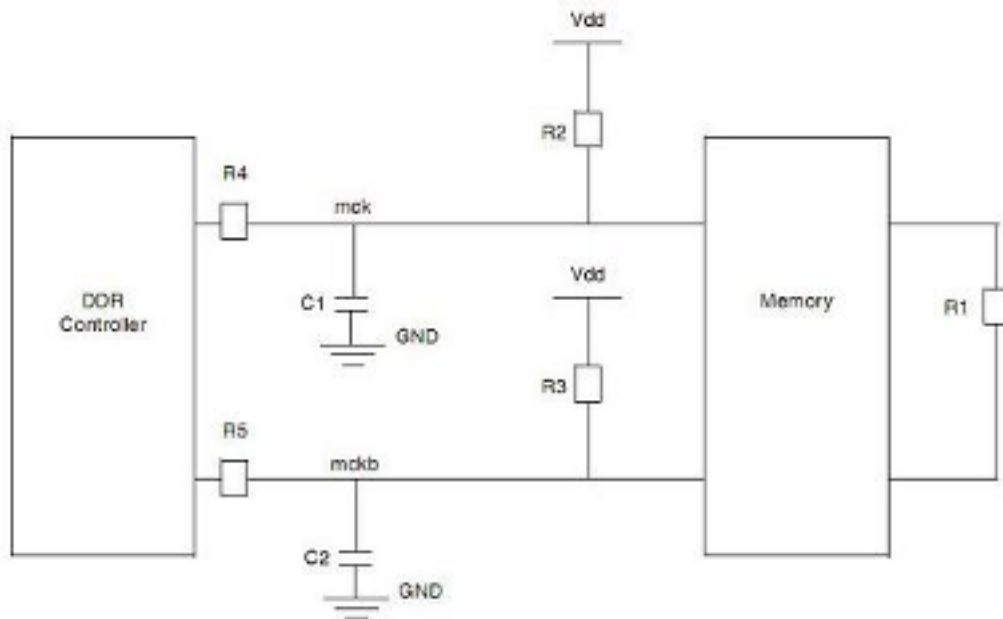 Vdd
R2
R4
mck
Vdd
DDR
Controller
C1
GND
Memory
R1
R3
R5
mckb
C2
GND